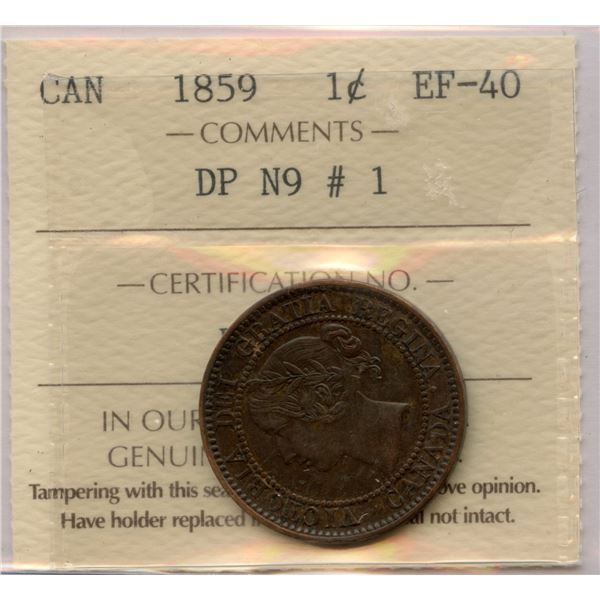 CAN 1859 1¢ EF-40
— COMMENTS —
DP N9 # 1
— CERTIFICATION NO. —
VICTORIA DEI GRATIA REGINA. CANADA
IN OUR
GENUI
Tampering with this sea ove opinion.
Have holder replaced al not intact.